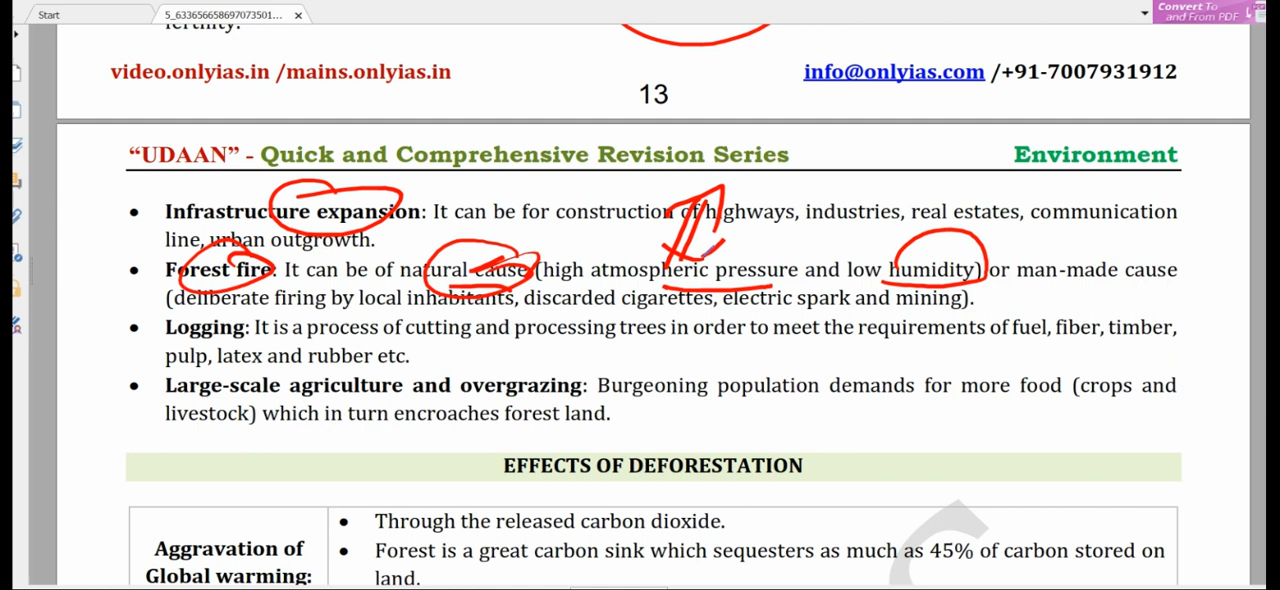 Start
5_633656658697073501...
Convert To
and From PDF
fertility.
video.onlyias.in /mains.onlyias.in
info@onlyias.com /+91-7007931912
13
“UDAAN” - Quick and Comprehensive Revision Series
Environment
• Infrastructure expansion: It can be for construction of highways, industries, real estates, communication
line, urban outgrowth.
• Forest fire: It can be of natural cause (high atmospheric pressure and low humidity) or man-made cause
(deliberate firing by local inhabitants, discarded cigarettes, electric spark and mining).
• Logging: It is a process of cutting and processing trees in order to meet the requirements of fuel, fiber, timber,
pulp, latex and rubber etc.
• Large-scale agriculture and overgrazing: Burgeoning population demands for more food (crops and
livestock) which in turn encroaches forest land.
EFFECTS OF DEFORESTATION
Aggravation of
Global warming:
• Through the released carbon dioxide.
• Forest is a great carbon sink which sequesters as much as 45% of carbon stored on
land.